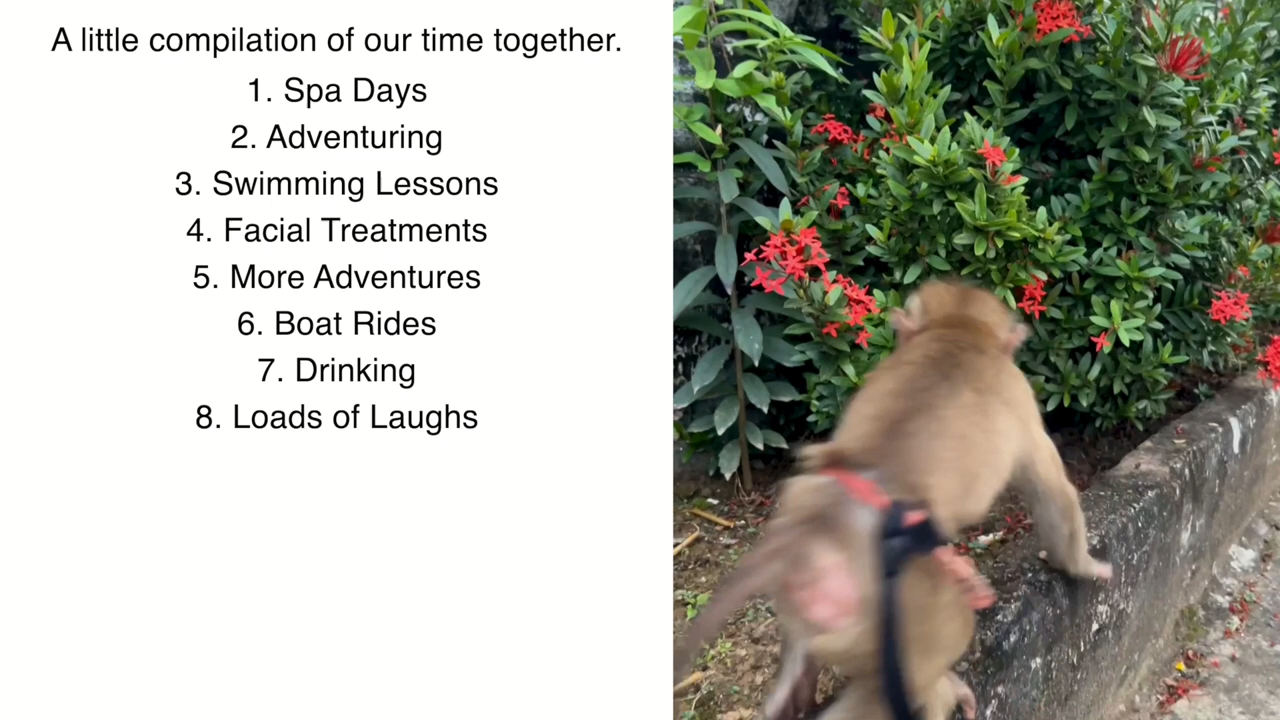 A little compilation of our time together.
1. Spa Days
2. Adventuring
3. Swimming Lessons
4. Facial Treatments
5. More Adventures
6. Boat Rides
7. Drinking
8. Loads of Laughs